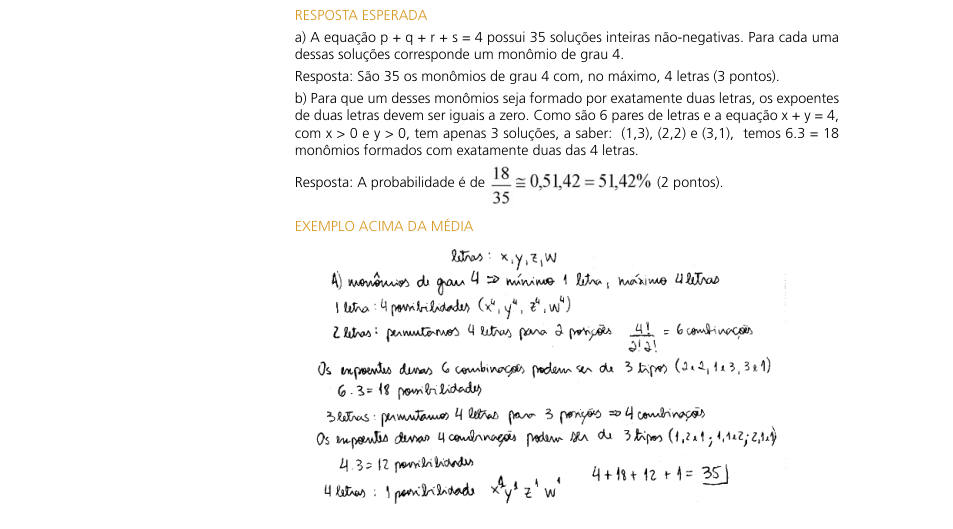 RESPOSTA ESPERADA
a) A equação p + q + r + s = 4 possui 35 soluções inteiras não-negativas. Para cada uma
dessas soluções corresponde um monômio de grau 4.
Resposta: São 35 os monômios de grau 4 com, no máximo, 4 letras (3 pontos).
b) Para que um desses monômios seja formado por exatamente duas letras, os expoentes
de duas letras devem ser iguais a zero. Como são 6 pares de letras e a equação x + y = 4,
com x > 0 e y > 0, tem apenas 3 soluções, a saber: (1,3), (2,2) e (3,1), temos 6.3 = 18
monômios formados com exatamente duas das 4 letras.
Resposta: A probabilidade é de 18/35 ≅ 0,51,42 = 51,42% (2 pontos).
EXEMPLO ACIMA DA MÉDIA
letras: x, y, z, w
A) monômios de grau 4 => mínimo 1 letra, máximo 4 letras
1 letra : 4 possibilidades (x⁴, y⁴, z⁴, w⁴)
2 letras : permutamos 4 letras para 2 posições 4!/2!2! = 6 combinações
Os expoentes dessas 6 combinações podem ser de 3 tipos (2 e 2, 1 e 3, 3 e 1)
6 . 3 = 18 possibilidades
3 letras : permutamos 4 letras para 3 posições => 4 combinações
Os expoentes dessas 4 combinações podem ser de 3 tipos (1,2 e 1 ; 1,1 e 2 ; 2,1 e 1)
4.3 = 12 possibilidades
4 + 18 + 12 + 1 = 35
4 letras : 1 possibilidade x¹ y¹ z¹ w¹